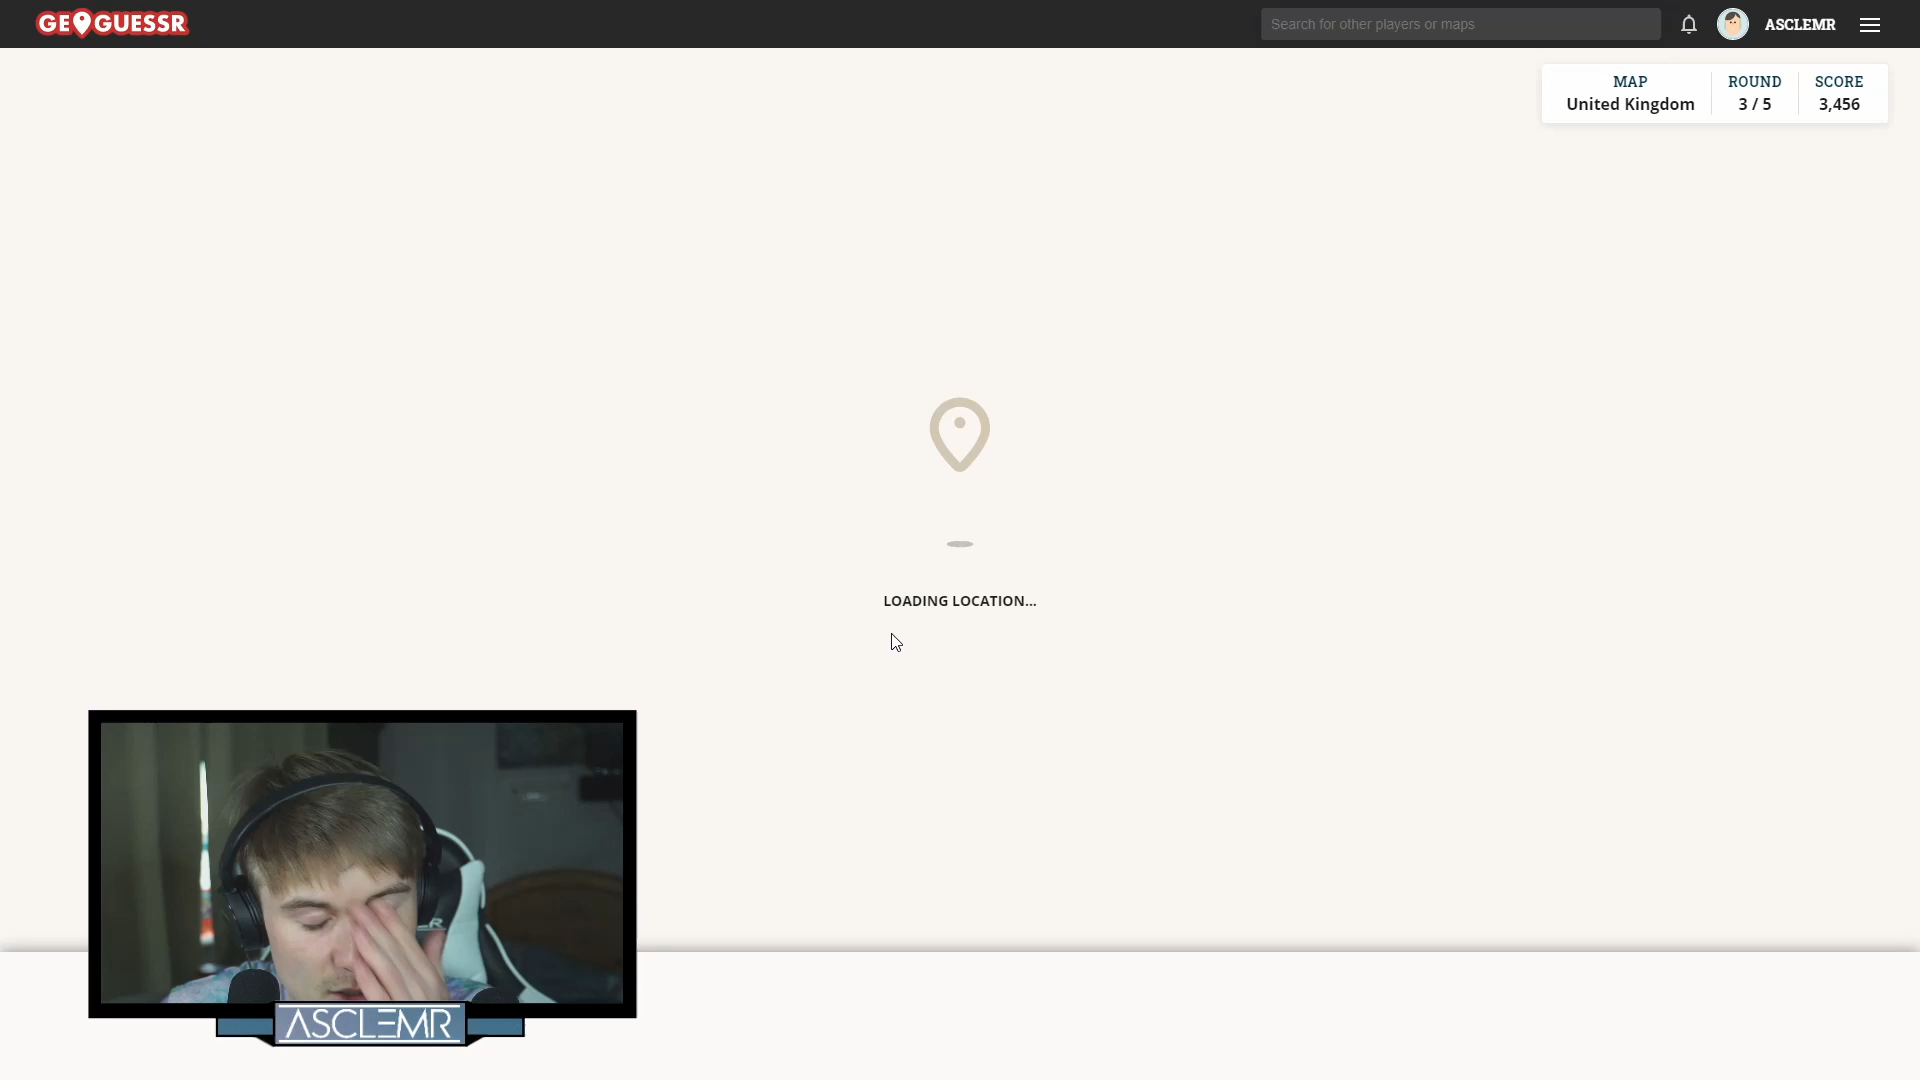 GEOGUESSR
Search for other players or maps
ASCLEMR
MAP
United Kingdom
ROUND
3 / 5
SCORE
3,456
LOADING LOCATION...
ASCLEMR